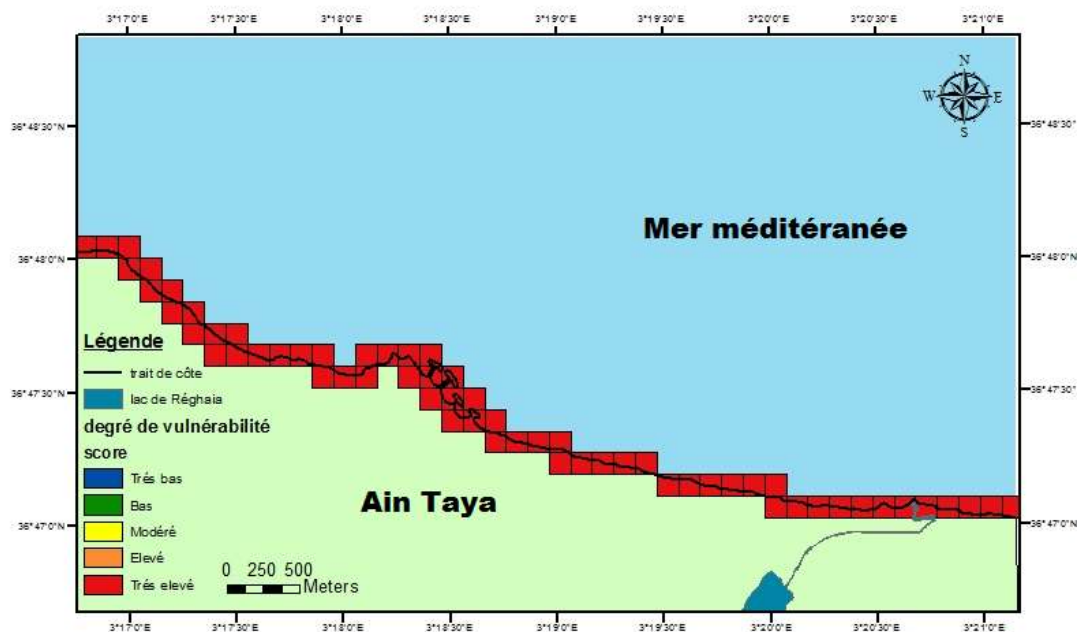 3°17'0"E 3°17'30"E 3°18'0"E 3°18'30"E 3°19'0"E 3°19'30"E 3°20'0"E 3°20'30"E 3°21'0"E
N
W E
S
36°48'30"N 36°48'30"N
Mer méditéranée
36°48'0"N 36°48'0"N
Légende
trait de côte
36°47'30"N 36°47'30"N
lac de Réghaia
degré de vulnérabilité
score
Trés bas
Bas
Ain Taya
36°47'0"N 36°47'0"N
Modéré
Elevé
0 250 500
Trés elevé
Meters
3°17'0"E 3°17'30"E 3°18'0"E 3°18'30"E 3°19'0"E 3°19'30"E 3°20'0"E 3°20'30"E 3°21'0"E